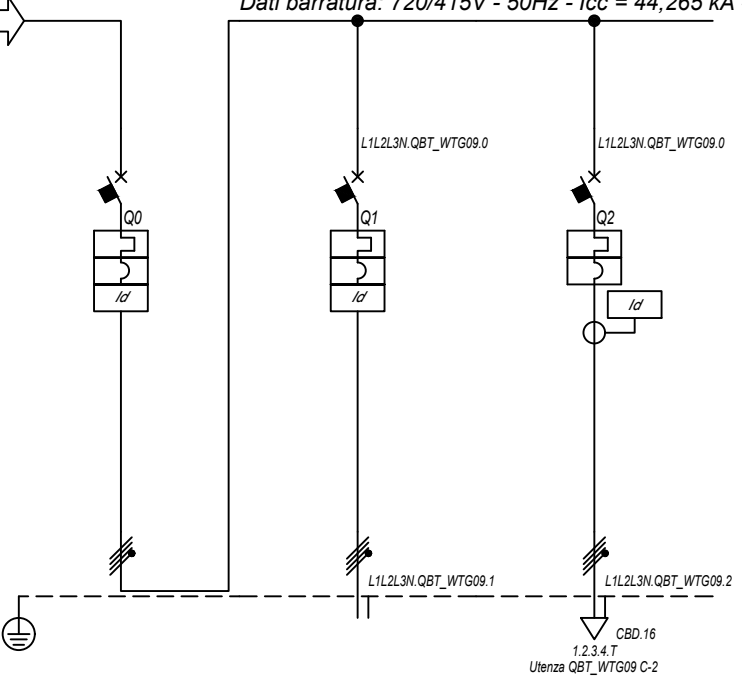 Dati barratura: 720/415V - 50Hz - Icc = 44,265 kA
L1L2L3N.QBT_WTG09.0
L1L2L3N.QBT_WTG09.0
Q0
Q1
Q2
Id
Id
Id
L1L2L3N.QBT_WTG09.1
L1L2L3N.QBT_WTG09.2
CBD.16
1.2.3.4.T
Utenza QBT_WTG09 C-2